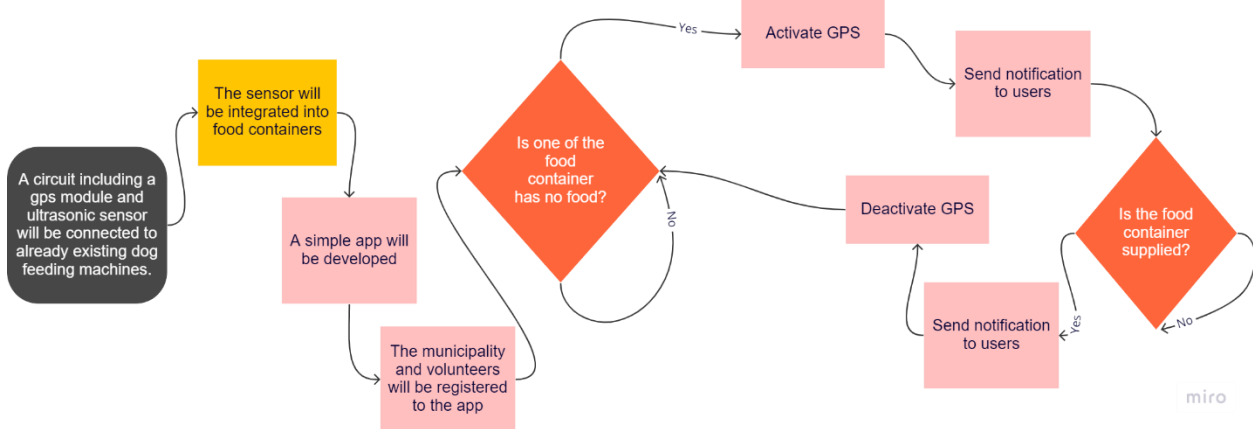 A circuit including a
gps module and
ultrasonic sensor
will be connected to
already existing dog
feeding machines.
The sensor will
be integrated into
food containers
A simple app will
be developed
The municipality
and volunteers
will be registered
to the app
Is one of the
food
container
has no food?
No
Yes
Activate GPS
Send notification
to users
Is the food
container
supplied?
No
Yes
Send notification
to users
Deactivate GPS
miro